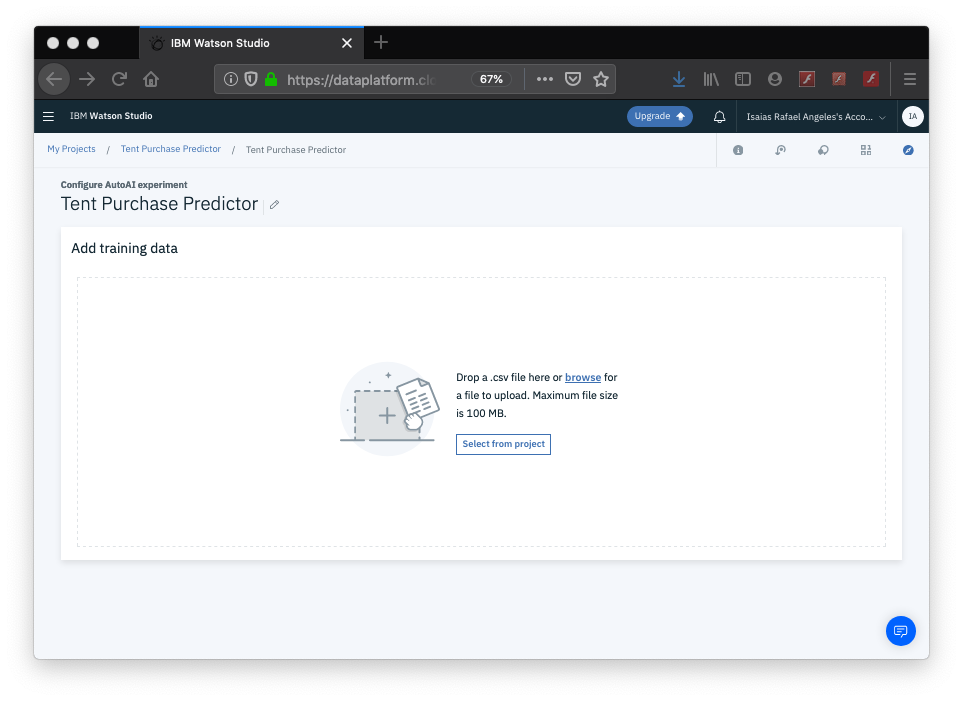 IBM Watson Studio
https://dataplatform.clo
67%
IBM Watson Studio
Upgrade
Isaias Rafael Angeles's Acco...
IA
My Projects / Tent Purchase Predictor / Tent Purchase Predictor
Configure AutoAI experiment
Tent Purchase Predictor
Add training data
Drop a .csv file here or browse for
a file to upload. Maximum file size
is 100 MB.
Select from project